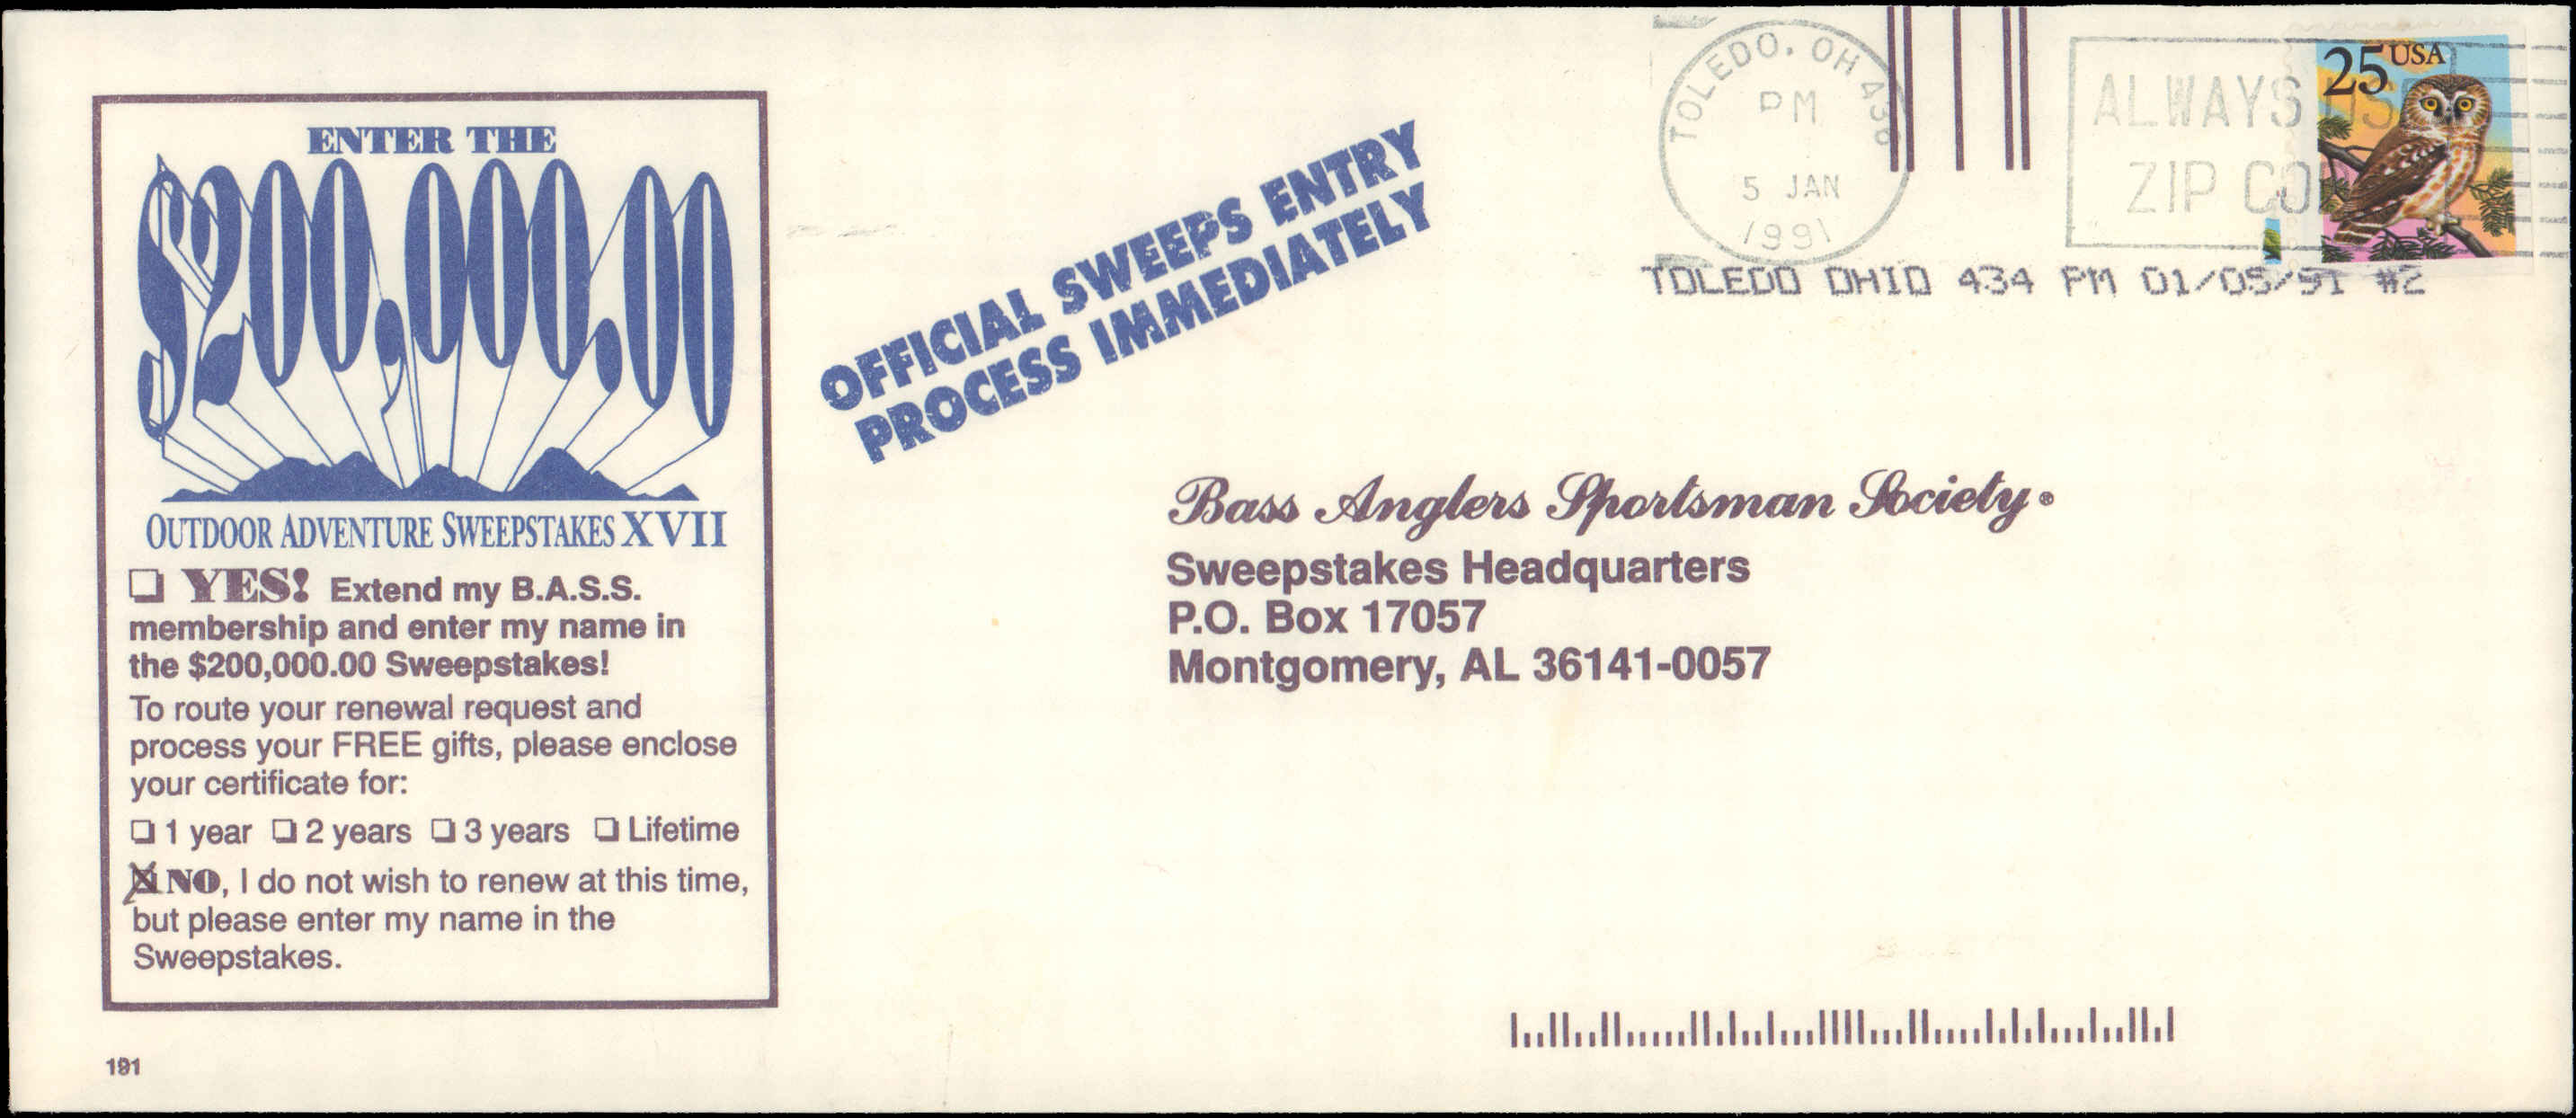 ENTER THE
$200,000.00
OUTDOOR ADVENTURE SWEEPSTAKES XVII
❏ YES! Extend my B.A.S.S.
membership and enter my name in
the $200,000.00 Sweepstakes!
To route your renewal request and
process your FREE gifts, please enclose
your certificate for:
❏ 1 year ❏ 2 years ❏ 3 years ❏ Lifetime
☒ NO, I do not wish to renew at this time,
but please enter my name in the
Sweepstakes.
191
OFFICIAL SWEEPS ENTRY
PROCESS IMMEDIATELY
TOLEDO, OH 436
PM
5 JAN
1991
ALWAYS USE
ZIP CO
25 USA
TOLEDO OHIO 434 PM 01/05/91 #2
Bass Anglers Sportsman Society®
Sweepstakes Headquarters
P.O. Box 17057
Montgomery, AL 36141-0057